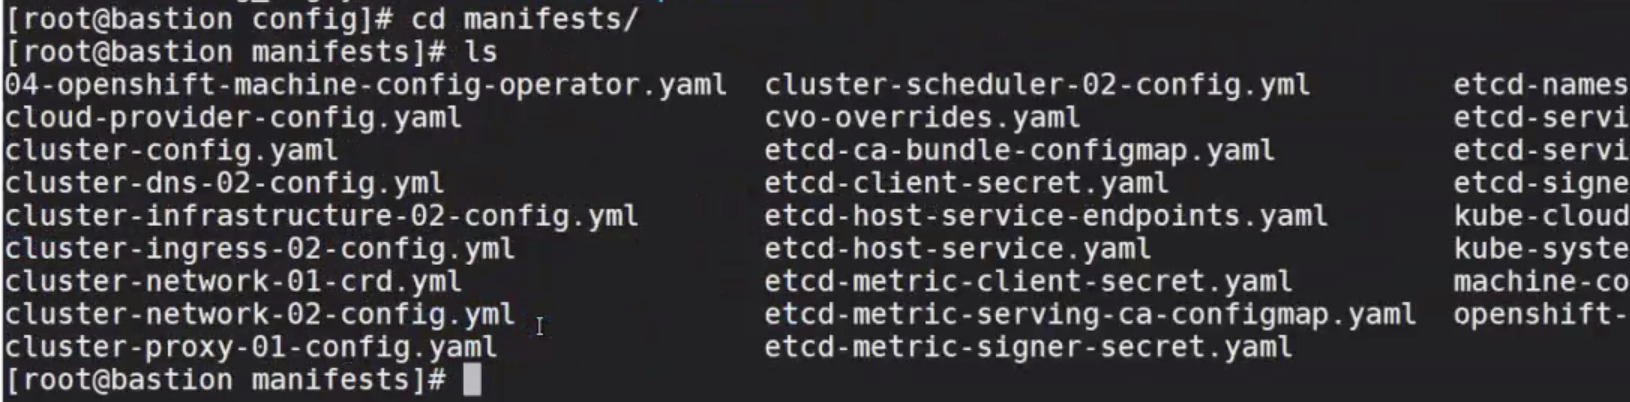 [root@bastion config]# cd manifests/
[root@bastion manifests]# ls
04-openshift-machine-config-operator.yaml  cluster-scheduler-02-config.yml  etcd-names
cloud-provider-config.yaml  cvo-overrides.yaml  etcd-servi
cluster-config.yaml  etcd-ca-bundle-configmap.yaml  etcd-servi
cluster-dns-02-config.yml  etcd-client-secret.yaml  etcd-signe
cluster-infrastructure-02-config.yml  etcd-host-service-endpoints.yaml  kube-cloud
cluster-ingress-02-config.yml  etcd-host-service.yaml  kube-syste
cluster-network-01-crd.yml  etcd-metric-client-secret.yaml  machine-co
cluster-network-02-config.yml  etcd-metric-serving-ca-configmap.yaml  openshift-
cluster-proxy-01-config.yaml  etcd-metric-signer-secret.yaml
[root@bastion manifests]#